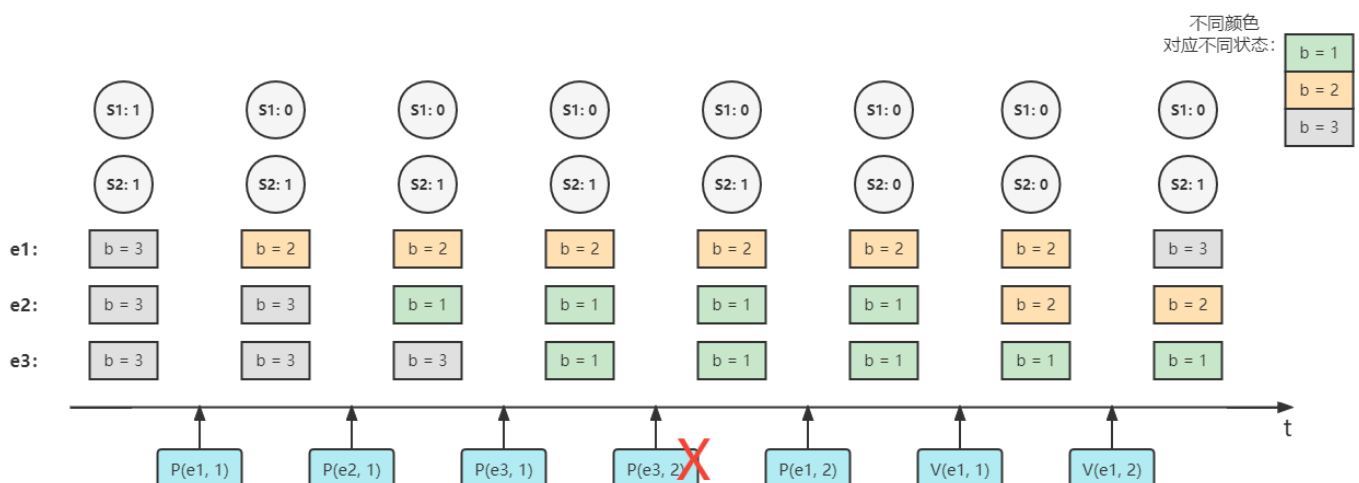 不同颜色
对应不同状态：
b = 1
b = 2
b = 3
S1: 1 S1: 0 S1: 0 S1: 0 S1: 0 S1: 0 S1: 0 S1: 0
S2: 1 S2: 1 S2: 1 S2: 1 S2: 1 S2: 0 S2: 0 S2: 1
e1: b = 3 b = 2 b = 2 b = 2 b = 2 b = 2 b = 2 b = 3
e2: b = 3 b = 3 b = 1 b = 1 b = 1 b = 1 b = 2 b = 2
e3: b = 3 b = 3 b = 3 b = 1 b = 1 b = 1 b = 1 b = 1
t
P(e1, 1) P(e2, 1) P(e3, 1) P(e3, 2) X P(e1, 2) V(e1, 1) V(e1, 2)